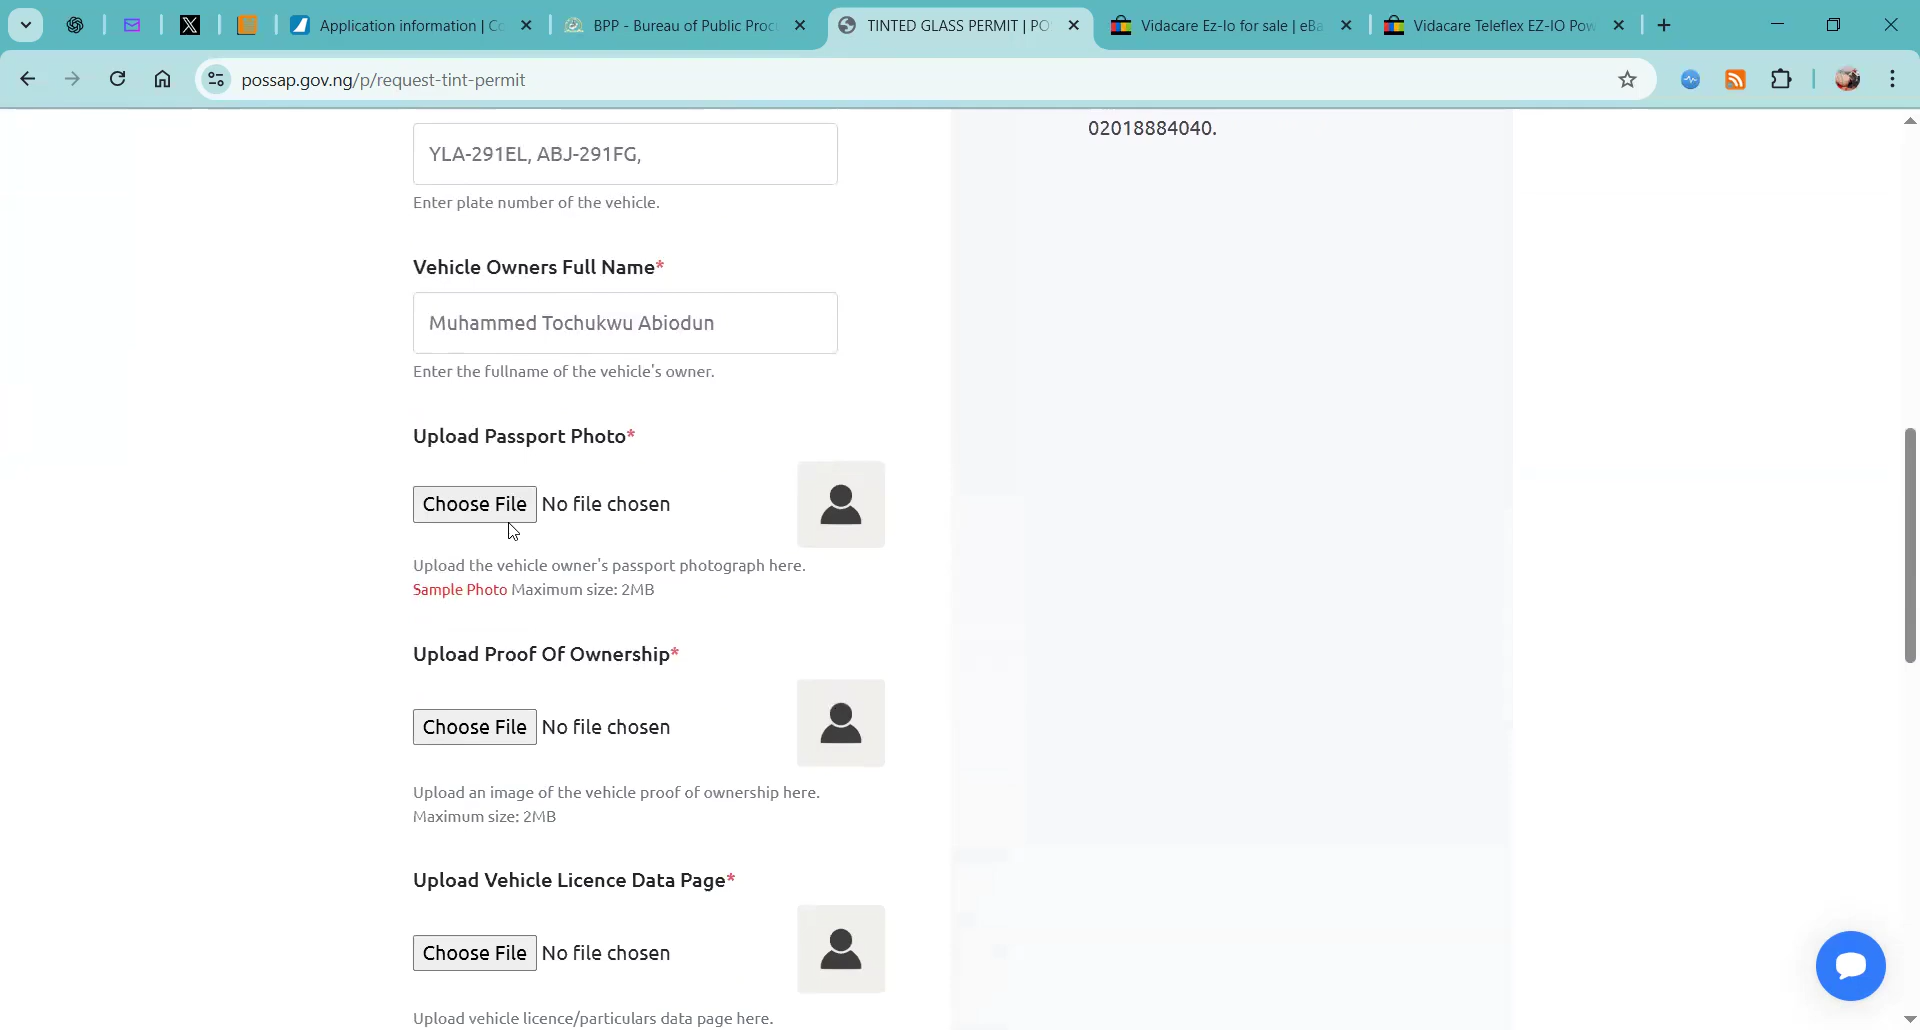 Application information | Co
BPP - Bureau of Public Proc
TINTED GLASS PERMIT | PO
Vidacare Ez-Io for sale | eBa
Vidacare Teleflex EZ-IO Pow
possap.gov.ng/p/request-tint-permit
02018884040.
YLA-291EL, ABJ-291FG,
Enter plate number of the vehicle.
Vehicle Owners Full Name*
Muhammed Tochukwu Abiodun
Enter the fullname of the vehicle's owner.
Upload Passport Photo*
Choose File No file chosen
Upload the vehicle owner's passport photograph here.
Sample Photo Maximum size: 2MB
Upload Proof Of Ownership*
Choose File No file chosen
Upload an image of the vehicle proof of ownership here.
Maximum size: 2MB
Upload Vehicle Licence Data Page*
Choose File No file chosen
Upload vehicle licence/particulars data page here.